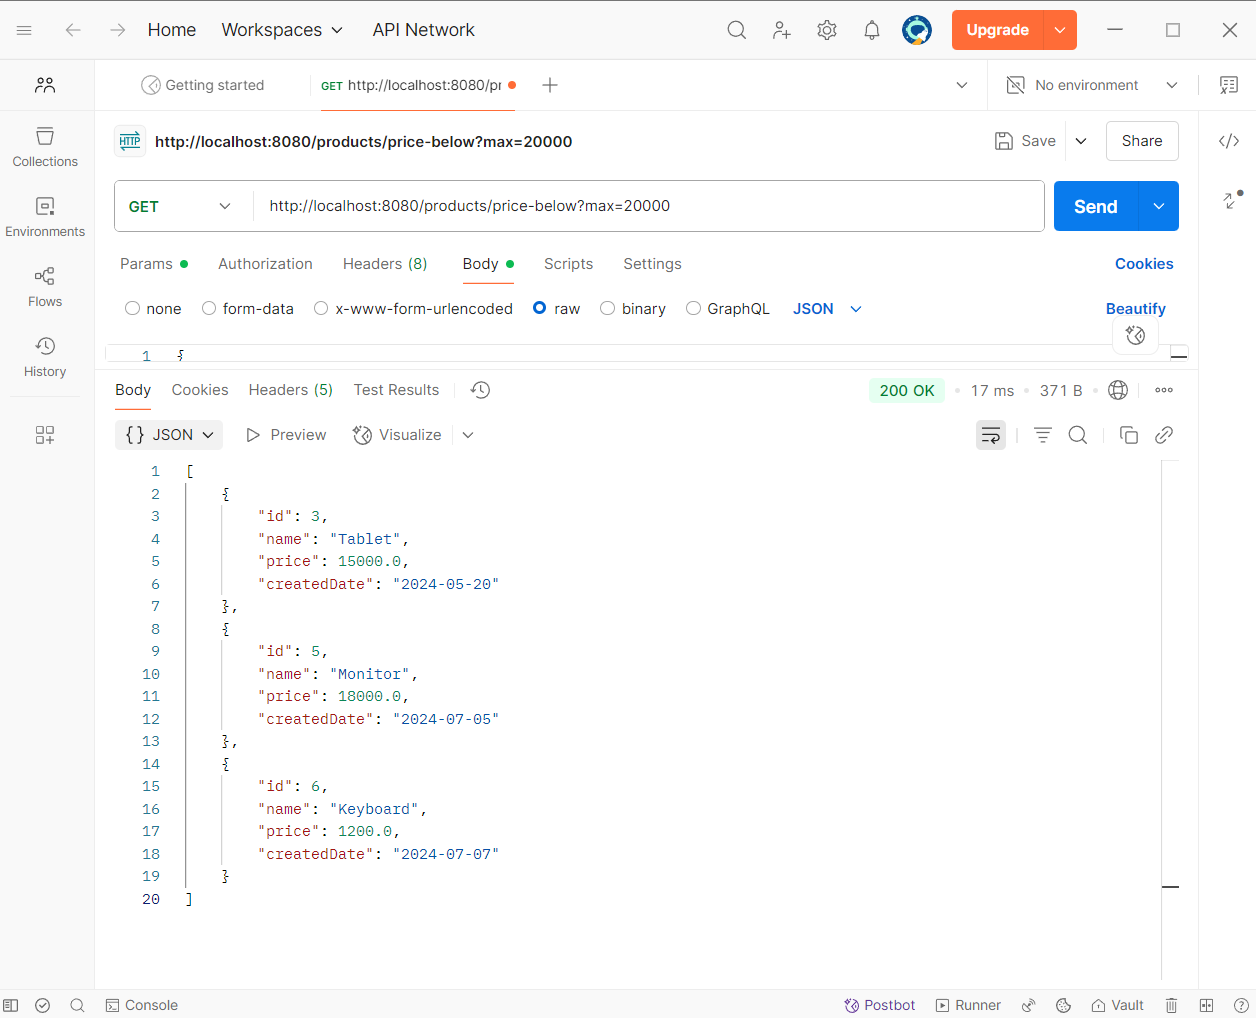 Home Workspaces API Network Upgrade
Getting started GET http://localhost:8080/pr No environment
HTTP http://localhost:8080/products/price-below?max=20000 Save Share
Collections
Environments
Flows
History
GET http://localhost:8080/products/price-below?max=20000 Send
Params Authorization Headers (8) Body Scripts Settings Cookies
none form-data x-www-form-urlencoded raw binary GraphQL JSON Beautify
1 {
Body Cookies Headers (5) Test Results 200 OK 17 ms 371 B
{} JSON Preview Visualize
1 [
2 {
3 "id": 3,
4 "name": "Tablet",
5 "price": 15000.0,
6 "createdDate": "2024-05-20"
7 },
8 {
9 "id": 5,
10 "name": "Monitor",
11 "price": 18000.0,
12 "createdDate": "2024-07-05"
13 },
14 {
15 "id": 6,
16 "name": "Keyboard",
17 "price": 1200.0,
18 "createdDate": "2024-07-07"
19 }
20 ]
Console Postbot Runner Vault